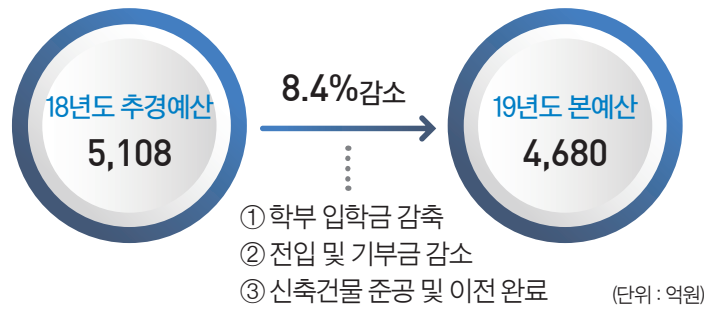 18년도 추경예산
5,108
8.4%감소
19년도 본예산
4,680
① 학부 입학금 감축
② 전입 및 기부금 감소
③ 신축건물 준공 및 이전 완료
(단위 : 억원)